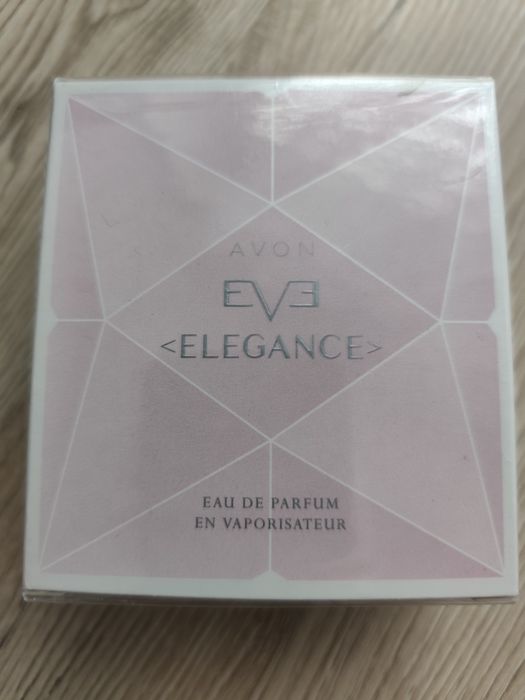 AVON
EVE
<ELEGANCE>
EAU DE PARFUM
EN VAPORISATEUR